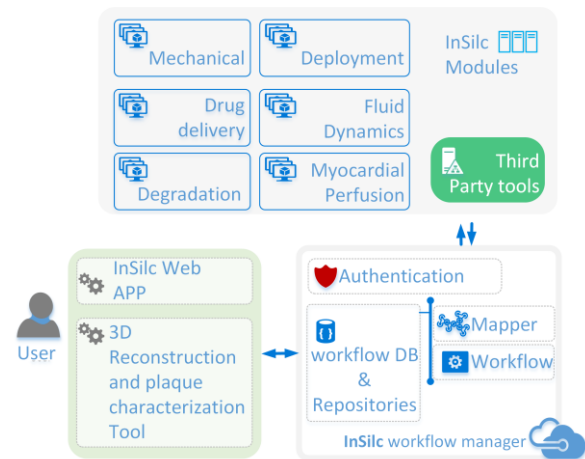 Mechanical
Deployment
InSilc
Modules
Drug
delivery
Fluid
Dynamics
Degradation
Myocardial
Perfusion
Third
Party tools
User
InSilc Web
APP
3D
Reconstruction
and plaque
characterization
Tool
Authentication
workflow DB
&
Repositories
Mapper
Workflow
InSilc workflow manager